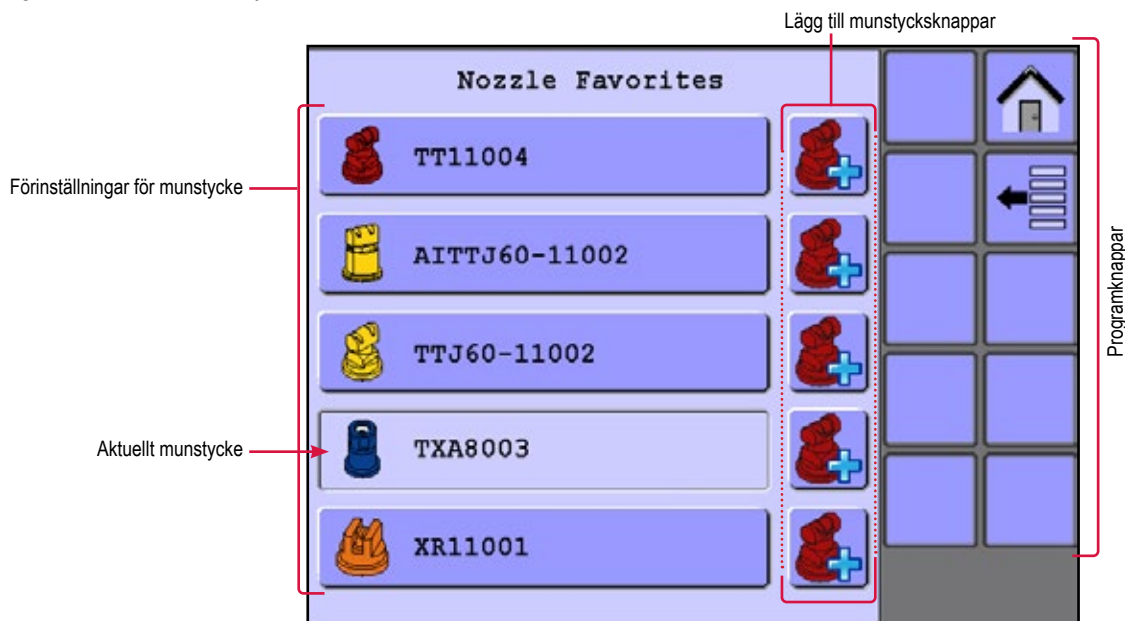 Lägg till munstycksknappar
Nozzle Favorites
TT11004
Förinställningar för munstycke
AITTJ60-11002
TTJ60-11002
Programknappar
Aktuellt munstycke
TXA8003
XR11001